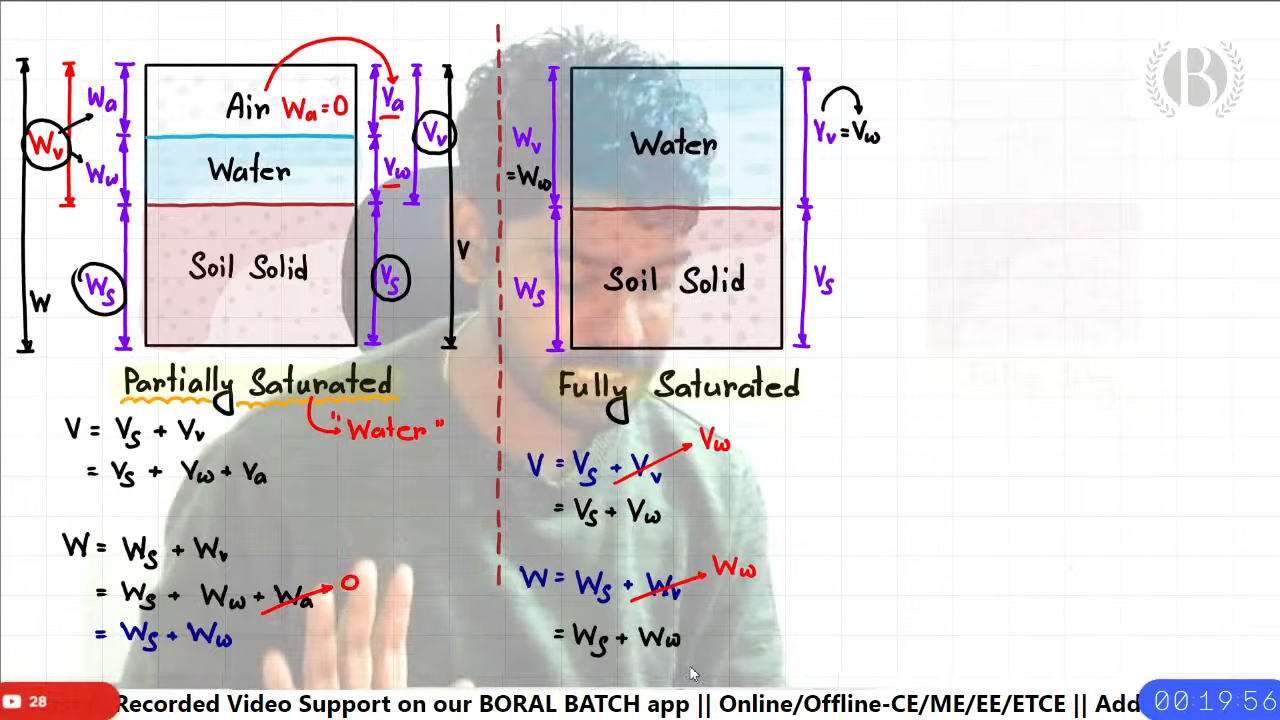 Wa
Air Wa=0
Va
Wv
Vv
Ww
Water
Vw
Ws
Soil Solid
Vs
W
V
Partially Saturated
"Water"
V = Vs + Vv
= Vs + Vw + Va
W = Ws + Wv
= Ws + Ww + Wa 0
= Ws + Ww
Wv
= Ww
Water
Vv = Vw
Ws
Soil Solid
Vs
Fully Saturated
V = Vs + Vv Vw
= Vs + Vw
W = Ws + Wv Ww
= Ws + Ww
B
28
Recorded Video Support on our BORAL BATCH app || Online/Offline-CE/ME/EE/ETCE || Add
00:19:56